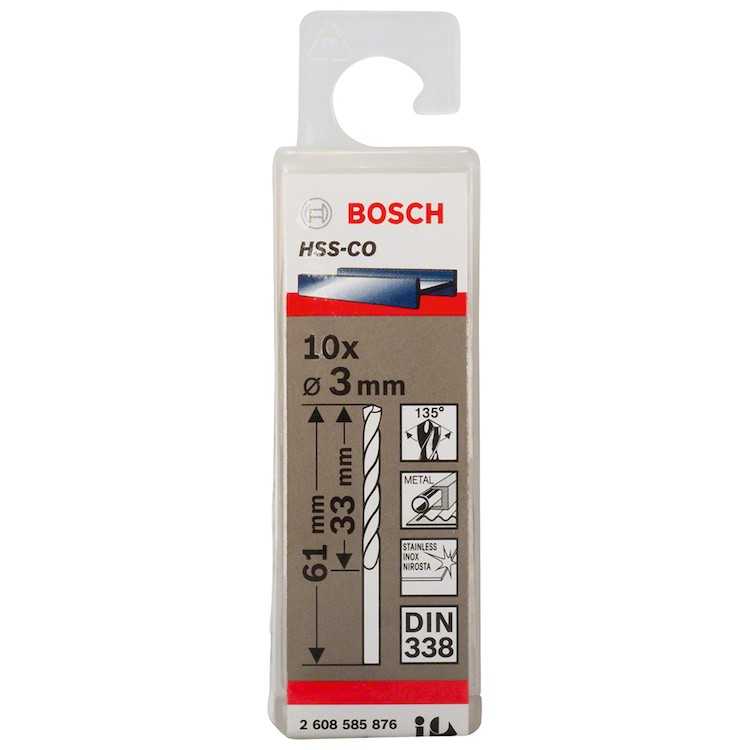 BOSCH
HSS-CO
10x
ø 3 mm
61 mm
33 mm
135°
METAL
STAINLESS
INOX
NIROSTA
DIN
338
2 608 585 876